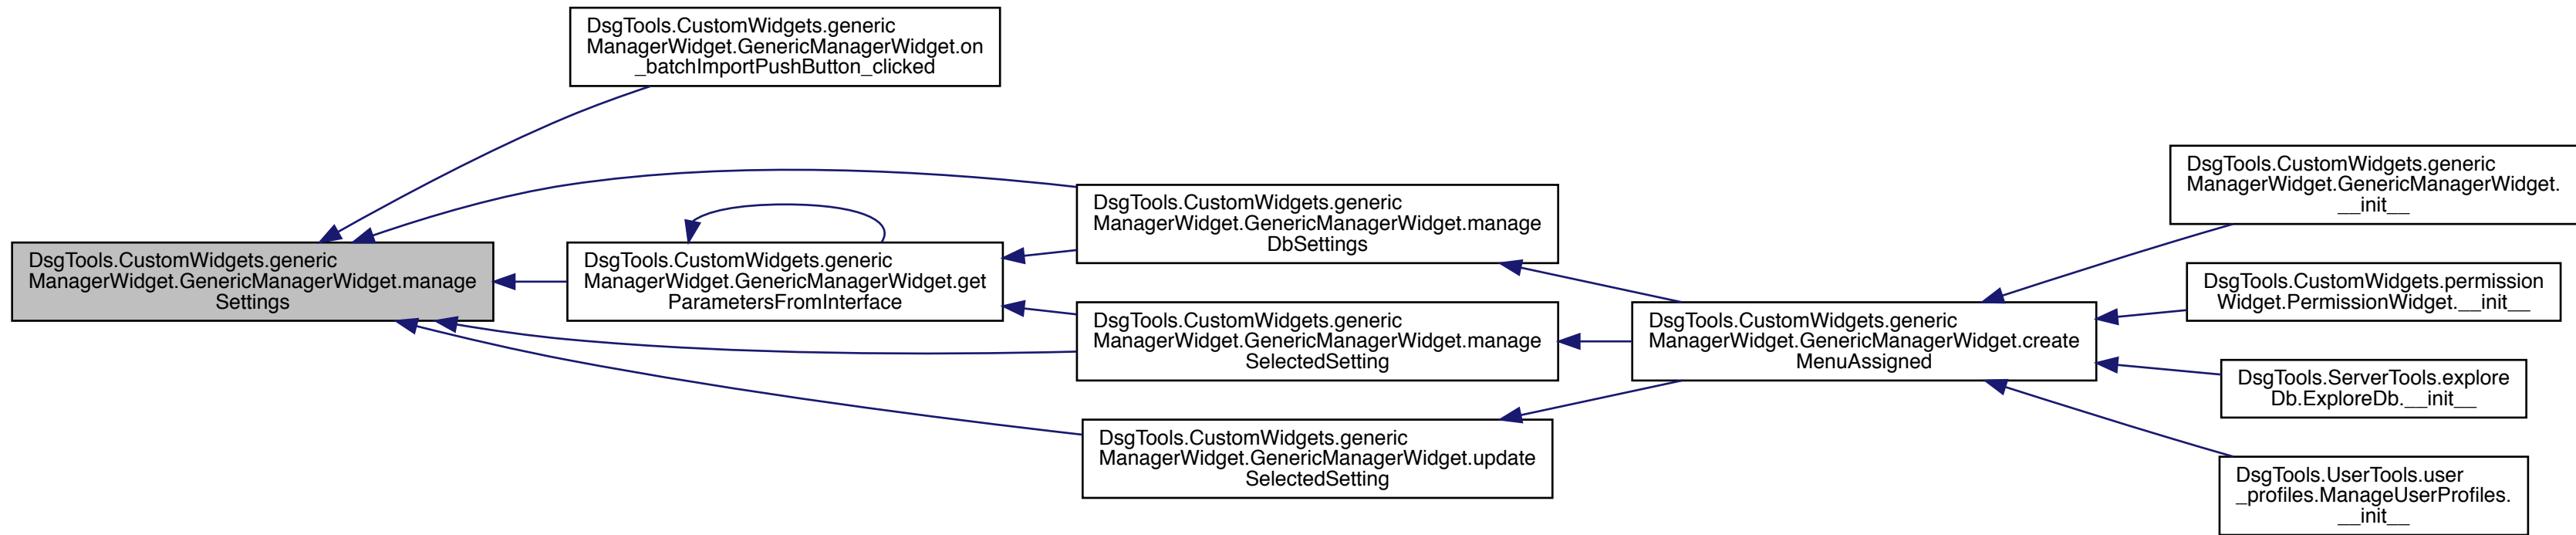 DsgTools.CustomWidgets.generic
ManagerWidget.GenericManagerWidget.on
_batchImportPushButton_clicked
DsgTools.CustomWidgets.generic
ManagerWidget.GenericManagerWidget.manage
Settings
DsgTools.CustomWidgets.generic
ManagerWidget.GenericManagerWidget.get
ParametersFromInterface
DsgTools.CustomWidgets.generic
ManagerWidget.GenericManagerWidget.manage
DbSettings
DsgTools.CustomWidgets.generic
ManagerWidget.GenericManagerWidget.manage
SelectedSetting
DsgTools.CustomWidgets.generic
ManagerWidget.GenericManagerWidget.update
SelectedSetting
DsgTools.CustomWidgets.generic
ManagerWidget.GenericManagerWidget.create
MenuAssigned
DsgTools.CustomWidgets.generic
ManagerWidget.GenericManagerWidget.
__init__
DsgTools.CustomWidgets.permission
Widget.PermissionWidget.__init__
DsgTools.ServerTools.explore
Db.ExploreDb.__init__
DsgTools.UserTools.user
_profiles.ManageUserProfiles.
__init__